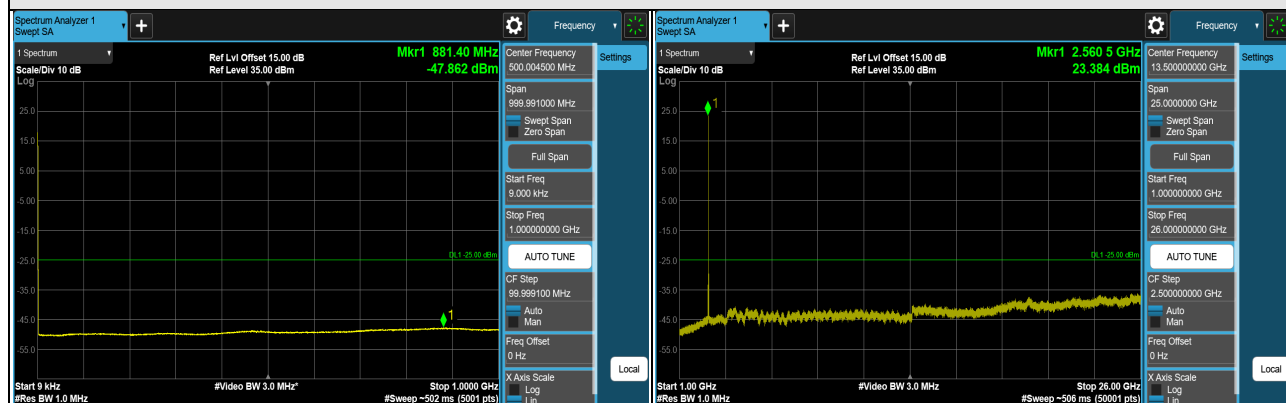 Spectrum Analyzer 1
Swept SA
+
Frequency
1 Spectrum
Scale/Div 10 dB
Ref Lvl Offset 15.00 dB
Ref Level 35.00 dBm
Mkr1 881.40 MHz
-47.862 dBm
Log
25.0
15.0
5.00
-5.00
-15.0
-25.0
-35.0
-45.0
-55.0
DL1 -25.00 dBm
1
Start 9 kHz
#Res BW 1.0 MHz
#Video BW 3.0 MHz*
Stop 1.0000 GHz
#Sweep ~502 ms (5001 pts)
Center Frequency
500.004500 MHz
Span
999.991000 MHz
Swept Span
Zero Span
Full Span
Start Freq
9.000 kHz
Stop Freq
1.000000000 GHz
AUTO TUNE
CF Step
99.999100 MHz
Auto
Man
Freq Offset
0 Hz
X Axis Scale
Log
Lin
Settings
Local
Spectrum Analyzer 1
Swept SA
+
Frequency
1 Spectrum
Scale/Div 10 dB
Ref Lvl Offset 15.00 dB
Ref Level 35.00 dBm
Mkr1 2.560 5 GHz
23.384 dBm
Log
25.0
15.0
5.00
-5.00
-15.0
-25.0
-35.0
-45.0
-55.0
DL1 -25.00 dBm
1
Start 1.00 GHz
#Res BW 1.0 MHz
#Video BW 3.0 MHz
Stop 26.00 GHz
#Sweep ~506 ms (50001 pts)
Center Frequency
13.500000000 GHz
Span
25.0000000 GHz
Swept Span
Zero Span
Full Span
Start Freq
1.000000000 GHz
Stop Freq
26.000000000 GHz
AUTO TUNE
CF Step
2.500000000 GHz
Auto
Man
Freq Offset
0 Hz
X Axis Scale
Log
Lin
Settings
Local